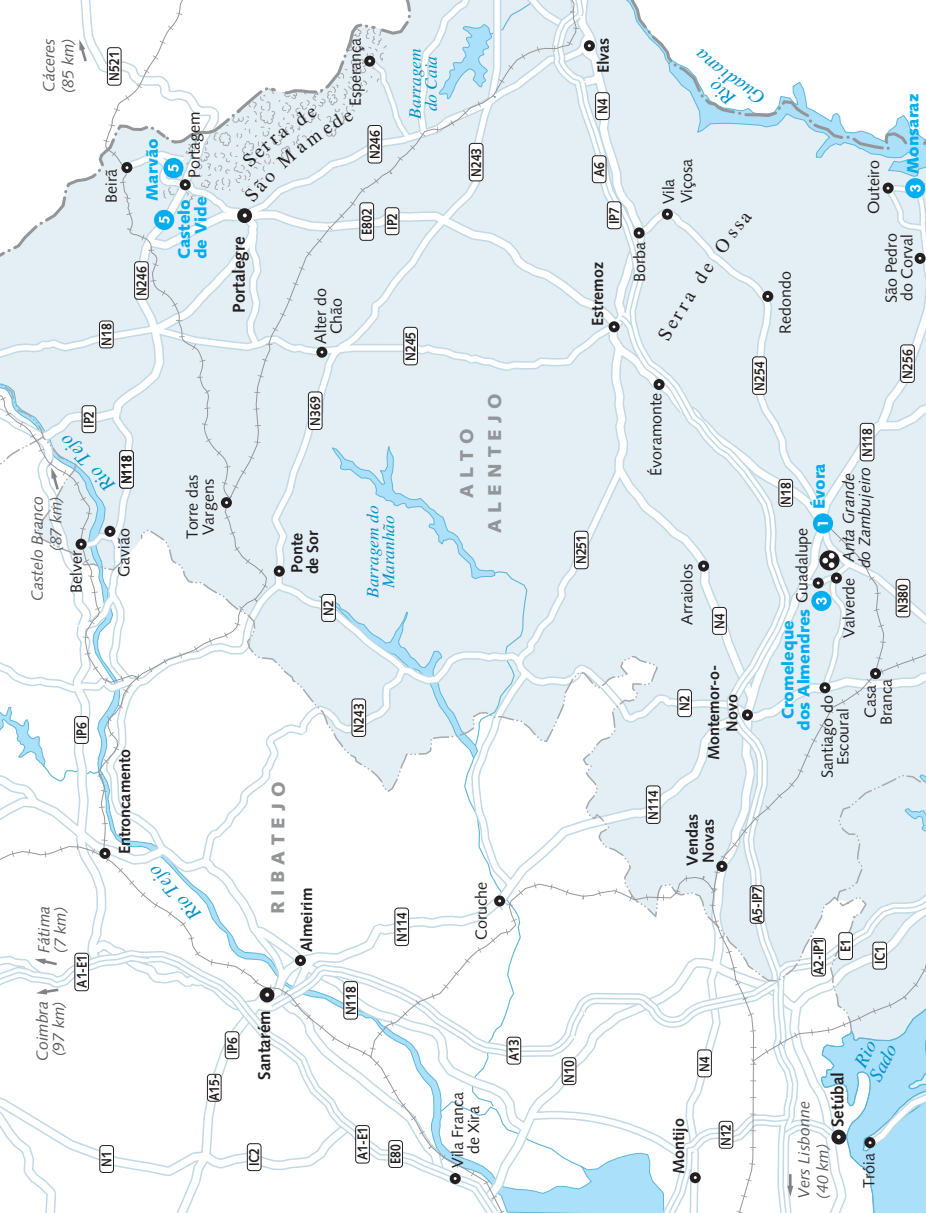 Coimbra
(97 km)
Fátima
(7 km)
Castelo Branco
(87 km)
Cáceres
(85 km)
N521
N1
A1-E1
IP6
Belver
Rio Tejo
IP2
N18
Gavião
N118
N246
Beirã
Marvão
5
5
Portagem
Castelo
de Vide
Entroncamento
Rio Tejo
Torre des
Vargens
Portalegre
Serra de
São Mamede
Esperança
A15
IP6
IC2
Santarém
Almeirim
RIBATEJO
Ponte
de Sor
N369
Alter do
Chão
E802
IP2
N246
Barragem
do Caia
A1-E1
E80
N118
N114
N243
N2
Barragem do
Maranhão
N245
N243
Vila Franca
de Xira
Coruche
ALTO
ALENTEJO
A13
N10
N251
Estremoz
IP7
A6
N4
Elvas
Borba
Vila
Viçosa
Serra de Ossa
Évoramonte
Rio
Guadiana
N114
N2
Arraiolos
N4
Montijo
N4
N12
Vendas
Novas
Montemor-o-
Novo
A5-IP7
N254
Redondo
N18
Cromeleque
dos Almendres
3
Guadalupe
1
Évora
Anta Grande
do Zambujeiro
Valverde
N118
N256
Outeiro
3
Monsaraz
São Pedro
do Corval
Vers Lisbonne
(40 km)
Setúbal
Tróia
Rio
Sado
A2-IP1
E1
IC1
Santiago do
Escoural
Casa
Branca
N380